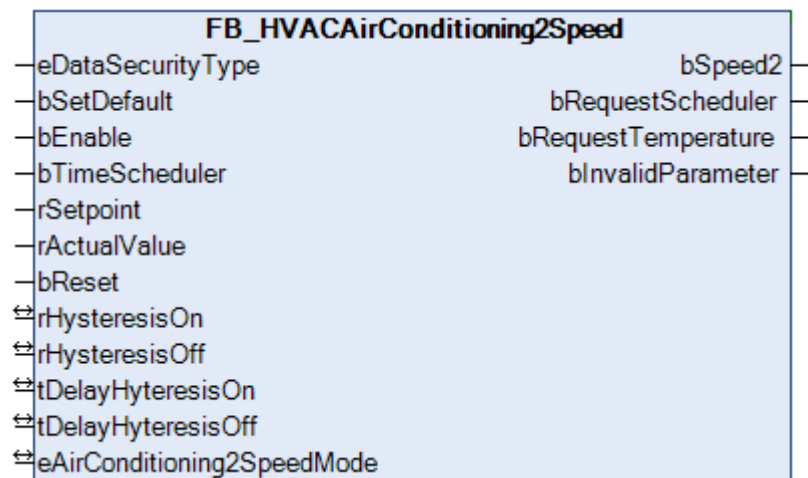 FB_HVACAirConditioning2Speed
eDataSecurityType bSpeed2
bSetDefault bRequestScheduler
bEnable bRequestTemperature
bTimeScheduler bInvalidParameter
rSetpoint
rActualValue
bReset
rHysteresisOn
rHysteresisOff
tDelayHyteresisOn
tDelayHyteresisOff
eAirConditioning2SpeedMode